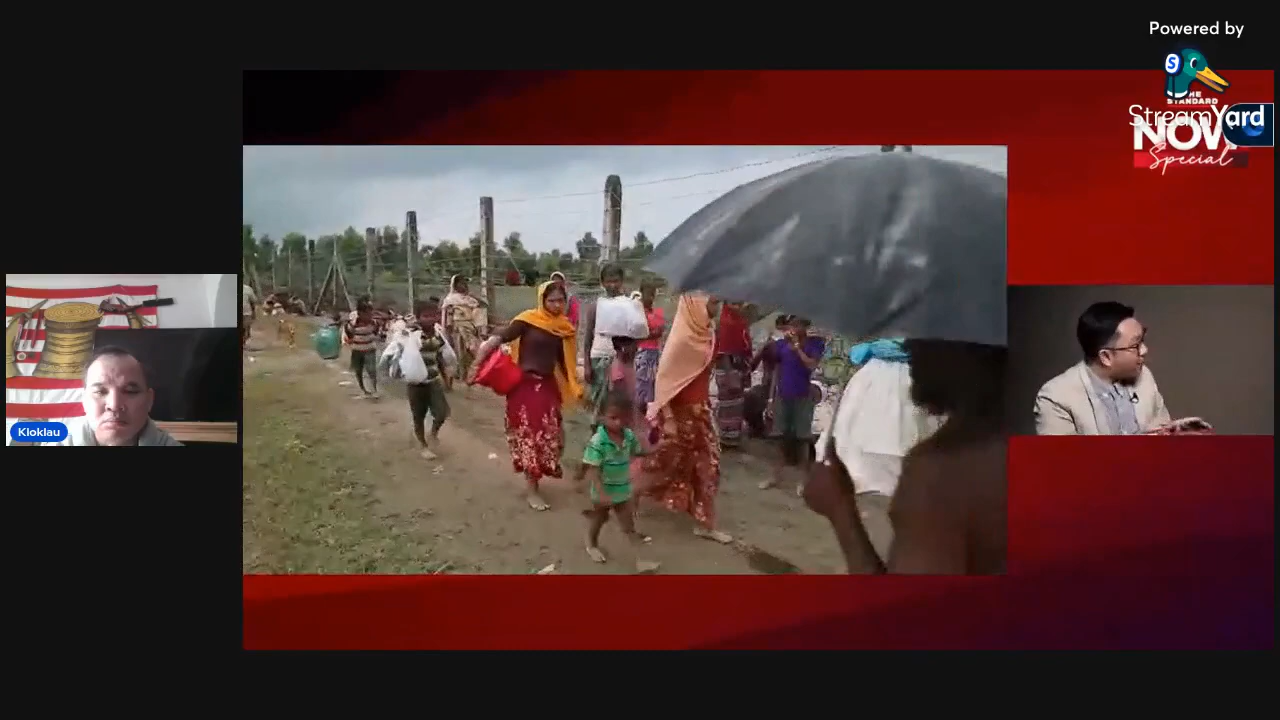 Powered by
StreamYard
THE
STANDARD
NOW
Special
Kloklau